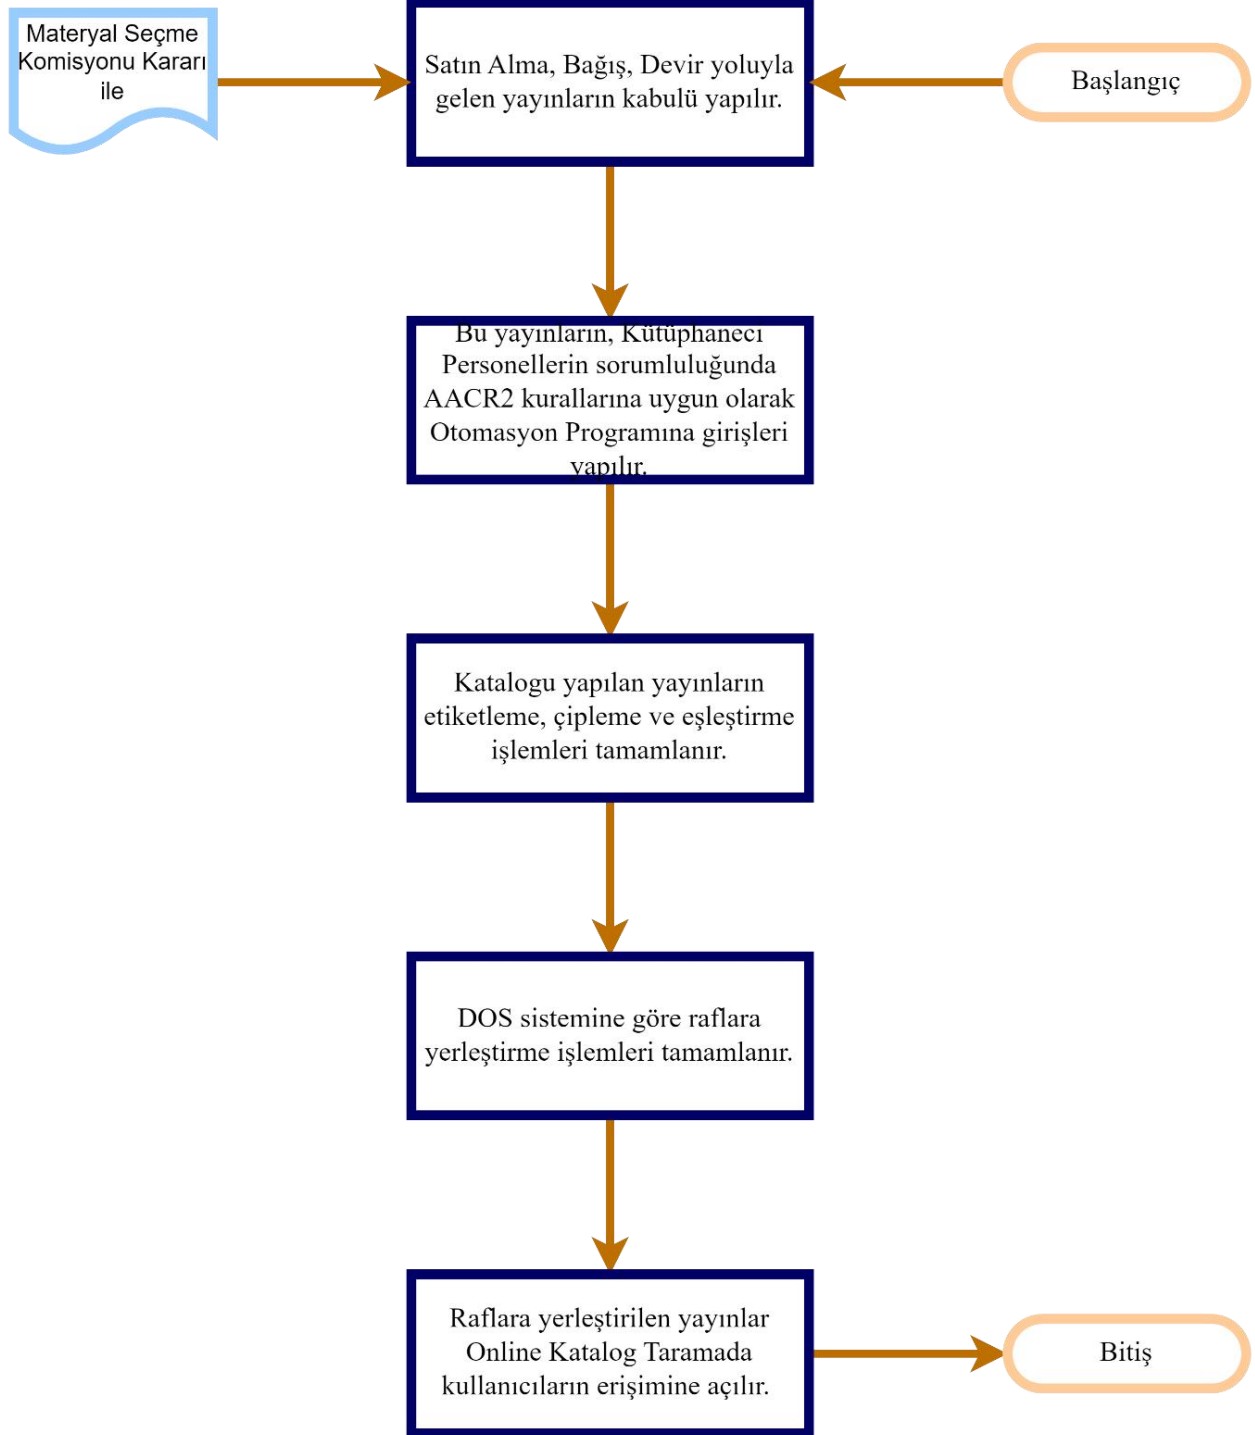 Materyal Seçme
Komisyonu Kararı
ile
Satın Alma, Bağış, Devir yoluyla
gelen yayınların kabulü yapılır.
Başlangıç
Bu yayınların, Kütüphaneci
Personellerin sorumluluğunda
AACR2 kurallarına uygun olarak
Otomasyon Programına girişleri
yapılır.
Katalogu yapılan yayınların
etiketleme, çipleme ve eşleştirme
işlemleri tamamlanır.
DOS sistemine göre raflara
yerleştirme işlemleri tamamlanır.
Raflara yerleştirilen yayınlar
Online Katalog Taramada
kullanıcıların erişimine açılır.
Bitiş